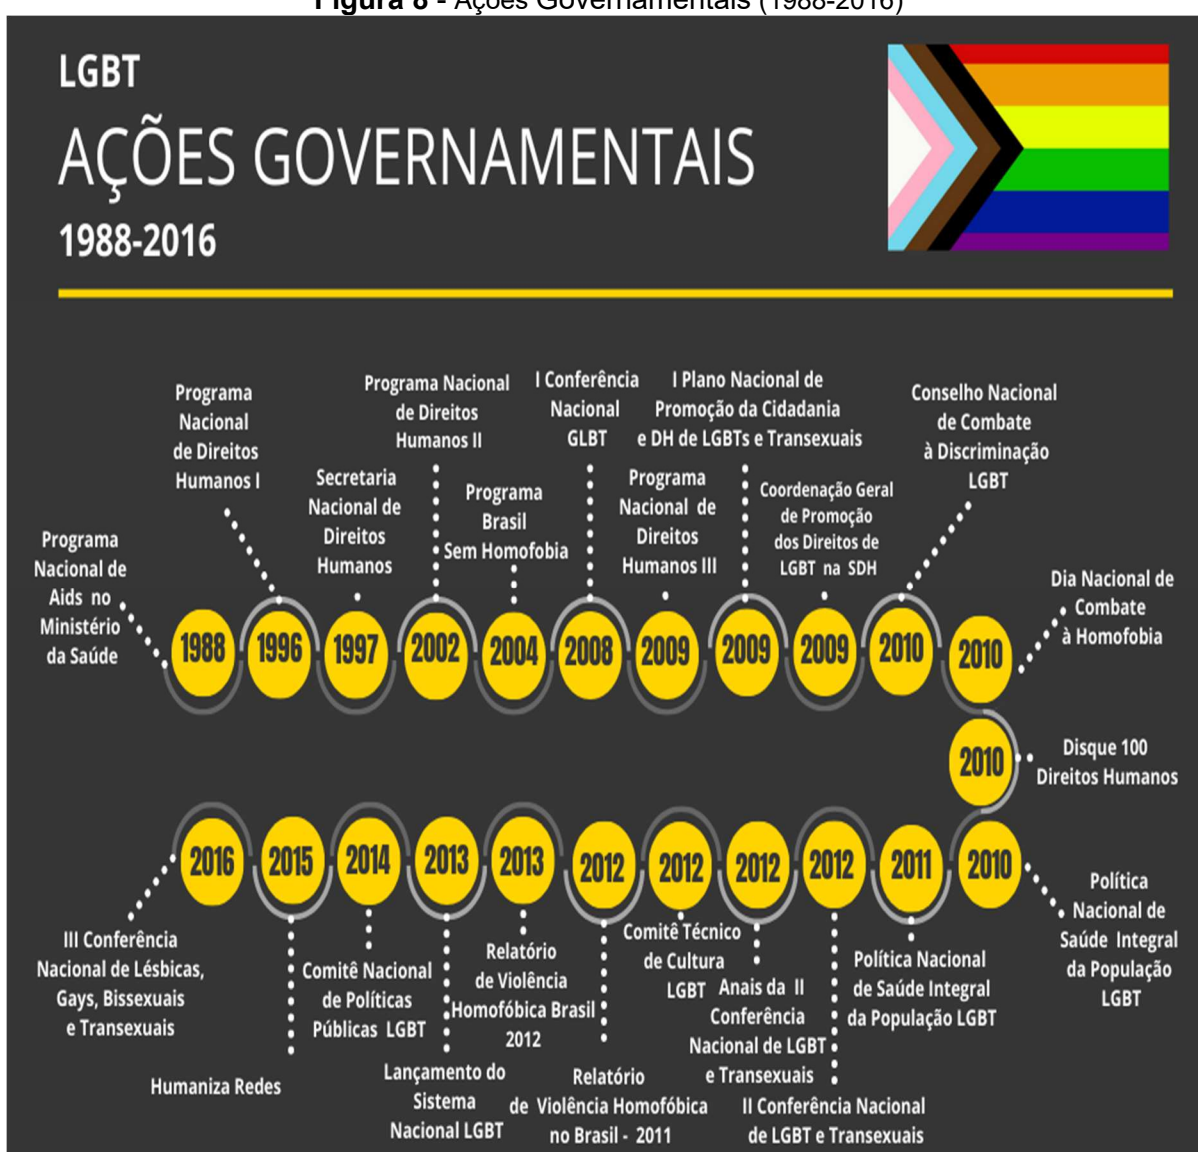 Figura 8 - Ações Governamentais (1988-2016)
LGBT
AÇÕES GOVERNAMENTAIS
1988-2016
Programa
Nacional de
Aids no
Ministério
da Saúde
1988
Programa
Nacional
de Direitos
Humanos I
1996
Secretaria
Nacional de
Direitos
Humanos
1997
Programa Nacional
de Direitos
Humanos II
2002
Programa
Brasil
Sem Homofobia
2004
I Conferência
Nacional
GLBT
2008
Programa
Nacional de
Direitos
Humanos III
2009
I Plano Nacional de
Promoção da Cidadania
e DH de LGBTs e Transexuais
2009
Coordenação Geral
de Promoção
dos Direitos de
LGBT na SDH
2009
Conselho Nacional
de Combate
à Discriminação
LGBT
2010
Dia Nacional de
Combate
à Homofobia
2010
2010
Disque 100
Direitos Humanos
2010
Política
Nacional de
Saúde Integral
da População
LGBT
2011
Política Nacional
de Saúde Integral
da População LGBT
2012
II Conferência Nacional
de LGBT e Transexuais
2012
Anais da II
Conferência
Nacional de LGBT
e Transexuais
2012
Comitê Técnico
de Cultura
LGBT
2012
Relatório
de Violência Homofóbica
no Brasil - 2011
2013
Relatório
de Violência
Homofóbica Brasil
2012
2013
Lançamento do
Sistema
Nacional LGBT
2014
Comitê Nacional
de Políticas
Públicas LGBT
2015
Humaniza Redes
2016
III Conferência
Nacional de Lésbicas,
Gays, Bissexuais
e Transexuais